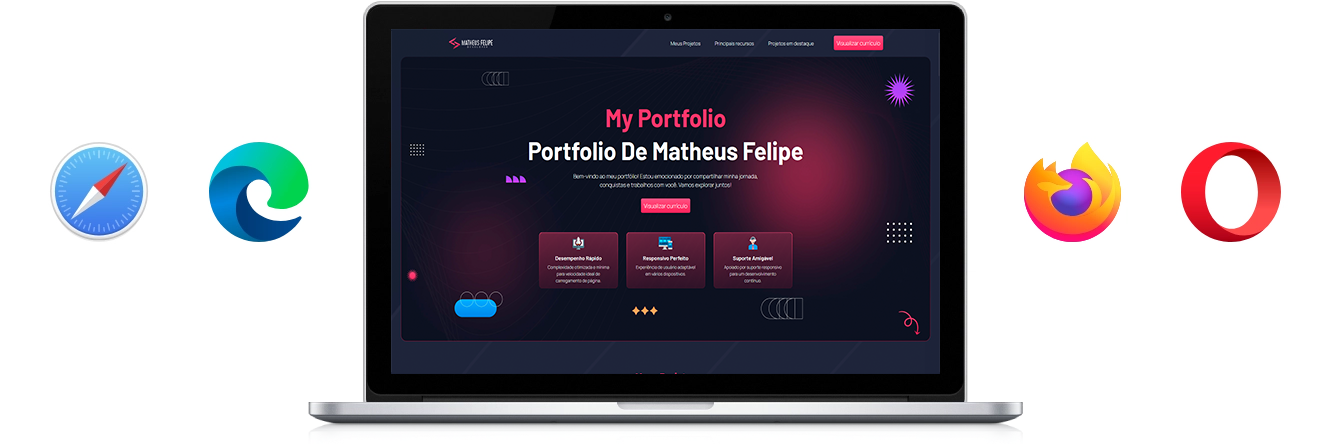 MATHEUS FELIPE
DEVELOPER
Meus Projetos
Principais recursos
Projetos em destaque
Visualizar currículo
My Portfolio
Portfolio De Matheus Felipe
Bem-vindo ao meu portfólio! Estou emocionado por compartilhar minha jornada,
conquistas e trabalhos com você. Vamos explorar juntos!
Visualizar currículo
Desempenho Rápido
Complexidade otimizada e mínima
para velocidade ideal de
carregamento de página.
Responsivo Perfeito
Experiência de usuário adaptável
em vários dispositivos.
Suporte Amigável
Apoiado por suporte responsivo
para um desenvolvimento
contínuo.